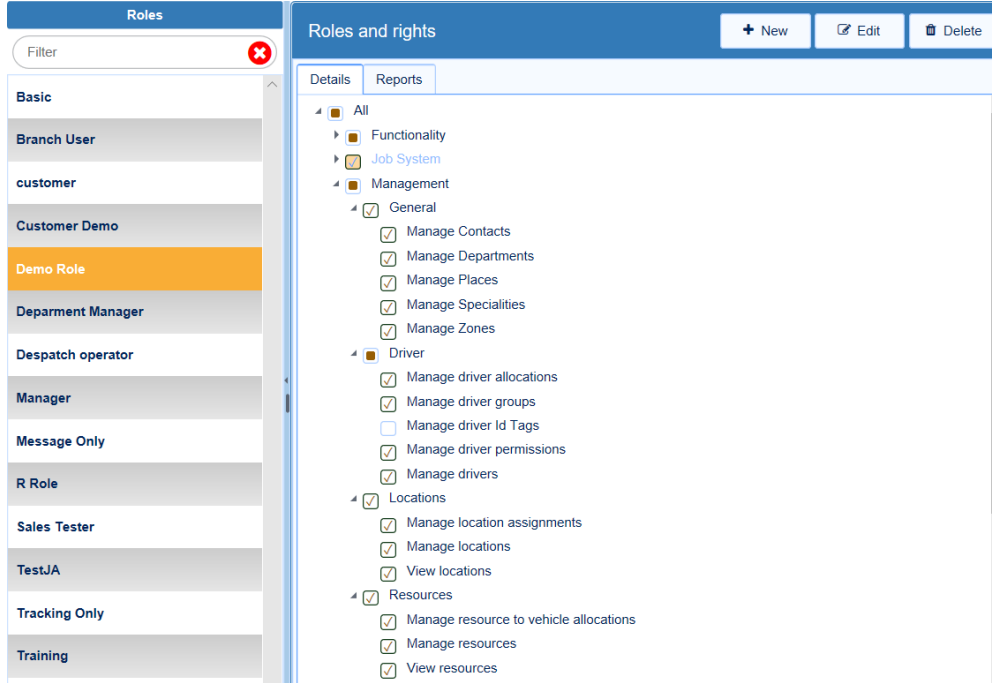 Roles
Filter
Basic
Branch User
customer
Customer Demo
Demo Role
Deparment Manager
Despatch operator
Manager
Message Only
R Role
Sales Tester
TestJA
Tracking Only
Training
Roles and rights
New
Edit
Delete
Details
Reports
All
Functionality
Job System
Management
General
Manage Contacts
Manage Departments
Manage Places
Manage Specialities
Manage Zones
Driver
Manage driver allocations
Manage driver groups
Manage driver Id Tags
Manage driver permissions
Manage drivers
Locations
Manage location assignments
Manage locations
View locations
Resources
Manage resource to vehicle allocations
Manage resources
View resources